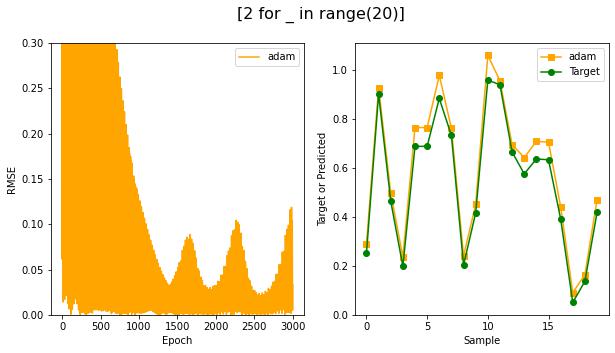 [2 for _ in range(20)]
0.30
0.25
0.20
0.15
0.10
0.05
0.00
RMSE
0 500 1000 1500 2000 2500 3000
Epoch
adam
1.0
0.8
0.6
0.4
0.2
0.0
Target or Predicted
0 5 10 15
Sample
adam
Target